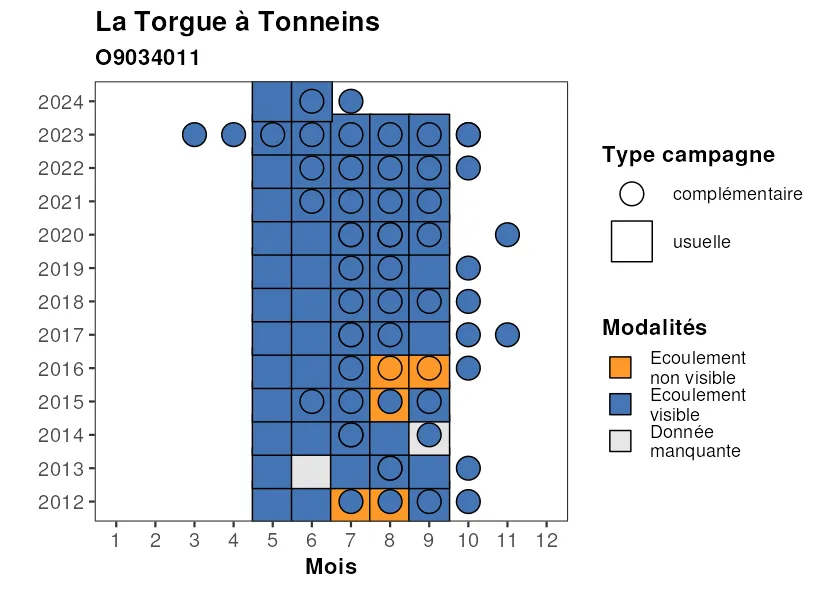 La Torgue à Tonneins
O9034011
2024
2023
2022
2021
2020
2019
2018
2017
2016
2015
2014
2013
2012
1 2 3 4 5 6 7 8 9 10 11 12
Mois
Type campagne
complémentaire
usuelle
Modalités
Ecoulement
non visible
Ecoulement
visible
Donnée
manquante